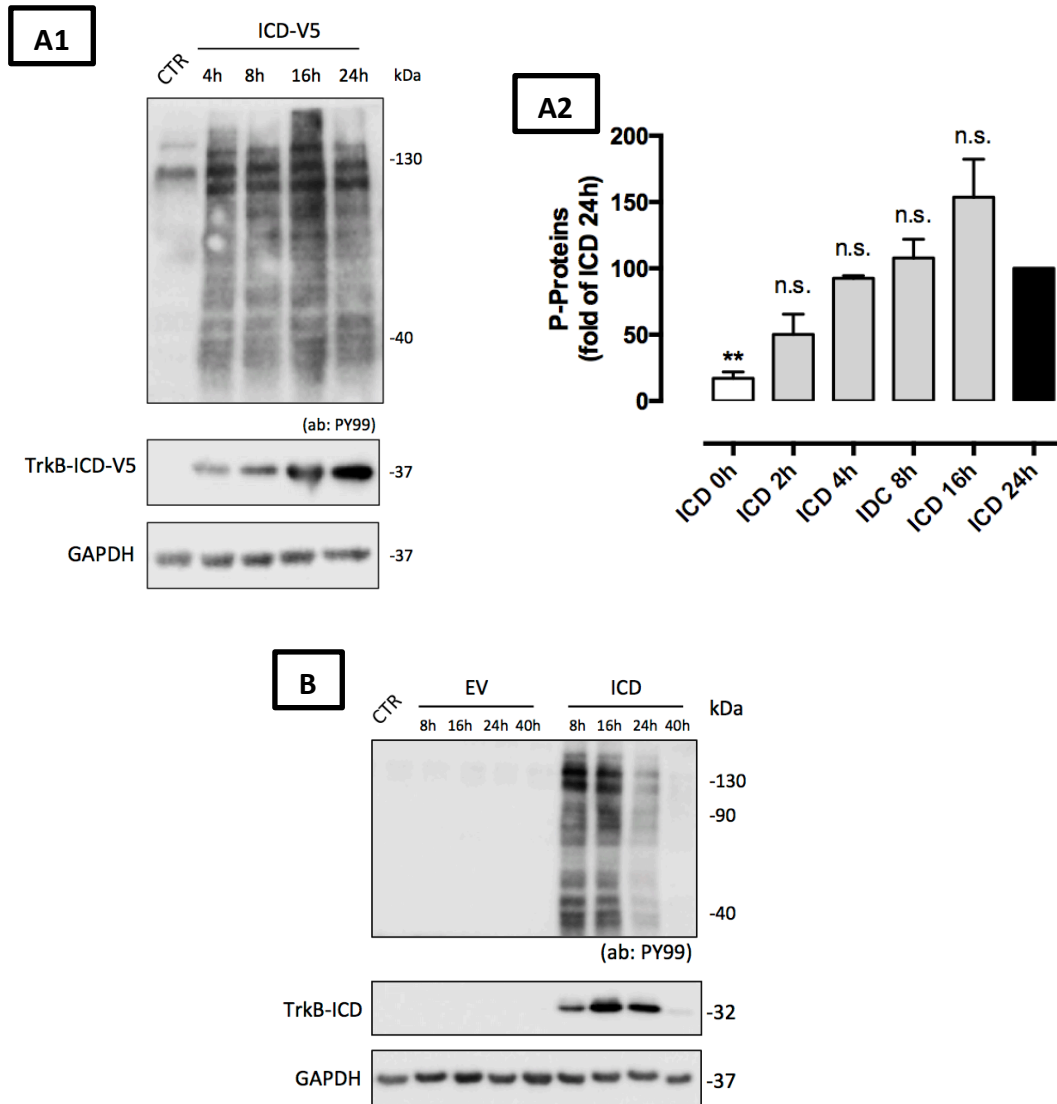 A1
ICD-V5
CTR 4h 8h 16h 24h kDa
-130
-40
(ab: PY99)
TrkB-ICD-V5 -37
GAPDH -37
A2
P-Proteins
(fold of ICD 24h)
200
150
100
50
0
** n.s. n.s. n.s. n.s.
ICD 0h ICD 2h ICD 4h IDC 8h ICD 16h ICD 24h
B
EV ICD
CTR 8h 16h 24h 40h 8h 16h 24h 40h kDa
-130
-90
-40
(ab: PY99)
TrkB-ICD -32
GAPDH -37